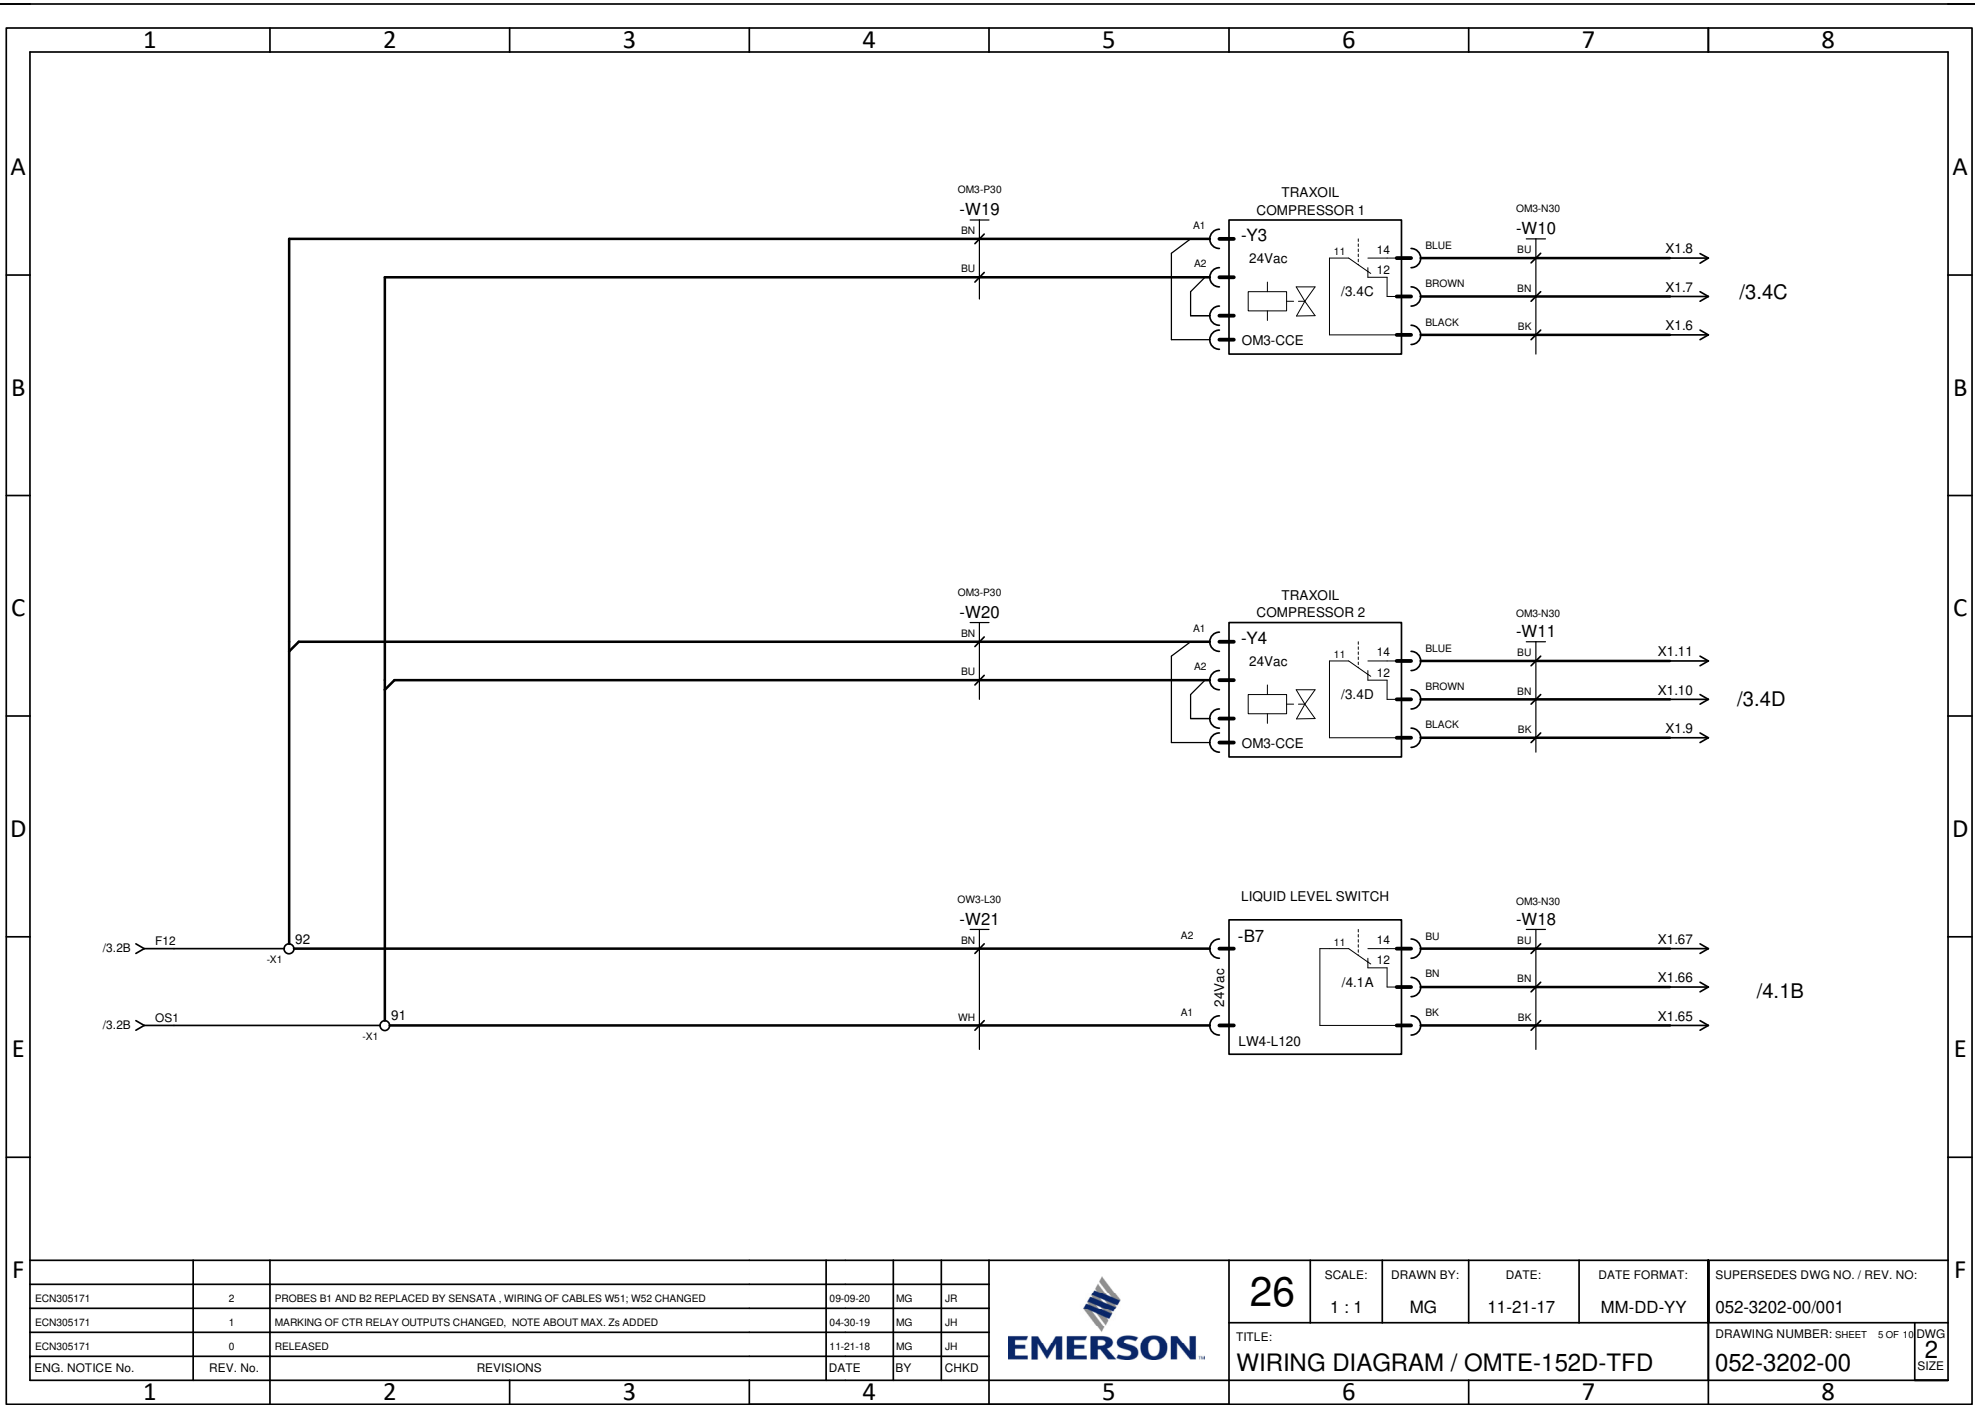 1 2 3 4 5 6 7 8
A A
OM3-P30
-W19
BN
BU
TRAXOIL
COMPRESSOR 1
A1
A2
-Y3
24Vac
OM3-CCE
11 14
12
/3.4C
BLUE
BROWN
BLACK
OM3-N30
-W10
BU
BN
BK
X1.8
X1.7
X1.6
/3.4C
B B
C C
OM3-P30
-W20
BN
BU
TRAXOIL
COMPRESSOR 2
A1
A2
-Y4
24Vac
OM3-CCE
11 14
12
/3.4D
BLUE
BROWN
BLACK
OM3-N30
-W11
BU
BN
BK
X1.11
X1.10
X1.9
/3.4D
D D
/3.2B F12
92
-X1
/3.2B OS1
91
-X1
OW3-L30
-W21
BN
WH
LIQUID LEVEL SWITCH
A2
A1
-B7
24Vac
LW4-L120
11 14
12
/4.1A
BU
BN
BK
OM3-N30
-W18
BU
BN
BK
X1.67
X1.66
X1.65
/4.1B
E E
F F
ECN305171 2 PROBES B1 AND B2 REPLACED BY SENSATA , WIRING OF CABLES W51; W52 CHANGED 09-09-20 MG JR
ECN305171 1 MARKING OF CTR RELAY OUTPUTS CHANGED, NOTE ABOUT MAX. Zs ADDED 04-30-19 MG JH
ECN305171 0 RELEASED 11-21-18 MG JH
ENG. NOTICE No. REV. No. REVISIONS DATE BY CHKD
EMERSON™
26
SCALE: DRAWN BY: DATE: DATE FORMAT: SUPERSEDES DWG NO. / REV. NO:
1 : 1 MG 11-21-17 MM-DD-YY 052-3202-00/001
TITLE:
WIRING DIAGRAM / OMTE-152D-TFD
DRAWING NUMBER: SHEET 5 OF 10
052-3202-00
DWG
2
SIZE
1 2 3 4 5 6 7 8